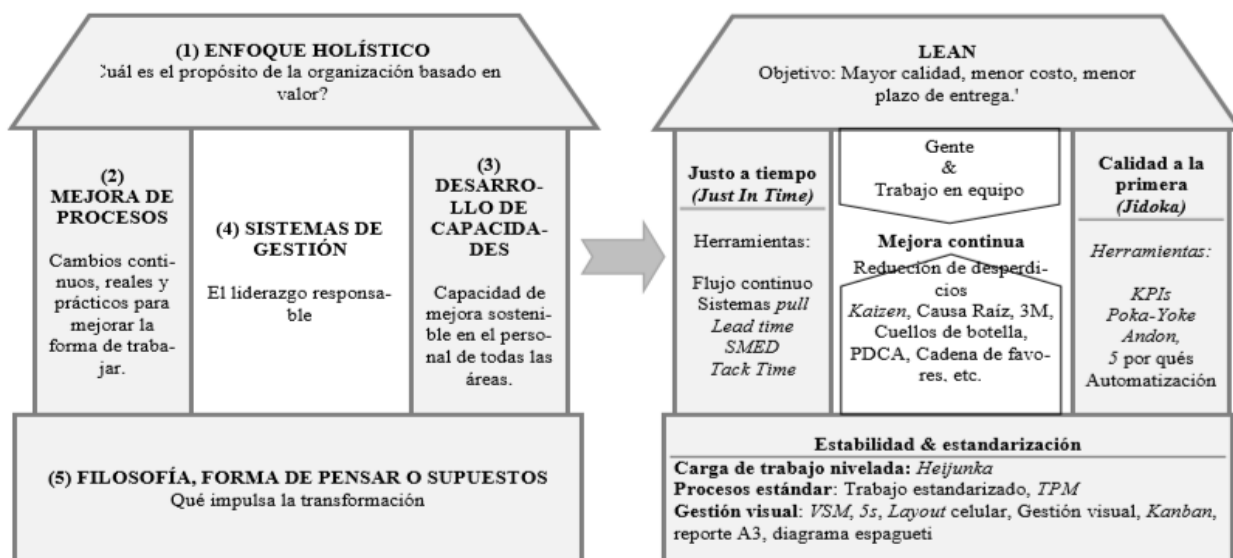 (1) ENFOQUE HOLÍSTICO
Cuál es el propósito de la organización basado en
valor?
(2)
MEJORA DE
PROCESOS
Cambios conti-
nuos, reales y
prácticos para
mejorar la
forma de traba-
jar.
(4) SISTEMAS DE
GESTIÓN
El liderazgo responsa-
ble
(3)
DESARRO-
LLO DE
CAPACIDA-
DES
Capacidad de
mejora sosteni-
ble en el perso-
nal de todas las
áreas.
(5) FILOSOFÍA, FORMA DE PENSAR O SUPUESTOS
Qué impulsa la transformación
LEAN
Objetivo: Mayor calidad, menor costo, menor
plazo de entrega.'
Justo a tiempo
(Just In Time)
Herramientas:
Flujo continuo
Sistemas pull
Lead time
SMED
Tack Time
Gente
&
Trabajo en equipo
Mejora continua
Reducción de desperdi-
cios
Kaizen, Causa Raíz, 3M,
Cuellos de botella,
PDCA, Cadena de favo-
res, etc.
Calidad a la
primera
(Jidoka)
Herramientas:
KPIs
Poka-Yoke
Andon,
5 por qués
Automatización
Estabilidad & estandarización
Carga de trabajo nivelada: Heijunka
Procesos estándar: Trabajo estandarizado, TPM
Gestión visual: VSM, 5s, Layout celular, Gestión visual, Kanban,
reporte A3, diagrama espagueti